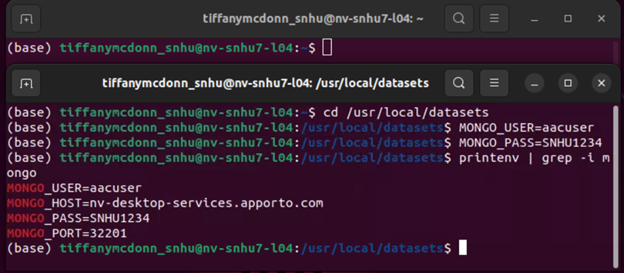 tiffanymcdonn_snhu@nv-snhu7-l04: ~
(base) tiffanymcdonn_snhu@nv-snhu7-l04:~$
tiffanymcdonn_snhu@nv-snhu7-l04: /usr/local/datasets
(base) tiffanymcdonn_snhu@nv-snhu7-l04:~$ cd /usr/local/datasets
(base) tiffanymcdonn_snhu@nv-snhu7-l04:/usr/local/datasets$ MONGO_USER=aacuser
(base) tiffanymcdonn_snhu@nv-snhu7-l04:/usr/local/datasets$ MONGO_PASS=SNHU1234
(base) tiffanymcdonn_snhu@nv-snhu7-l04:/usr/local/datasets$ printenv | grep -i m
ongo
MONGO_USER=aacuser
MONGO_HOST=nv-desktop-services.apporto.com
MONGO_PASS=SNHU1234
MONGO_PORT=32201
(base) tiffanymcdonn_snhu@nv-snhu7-l04:/usr/local/datasets$